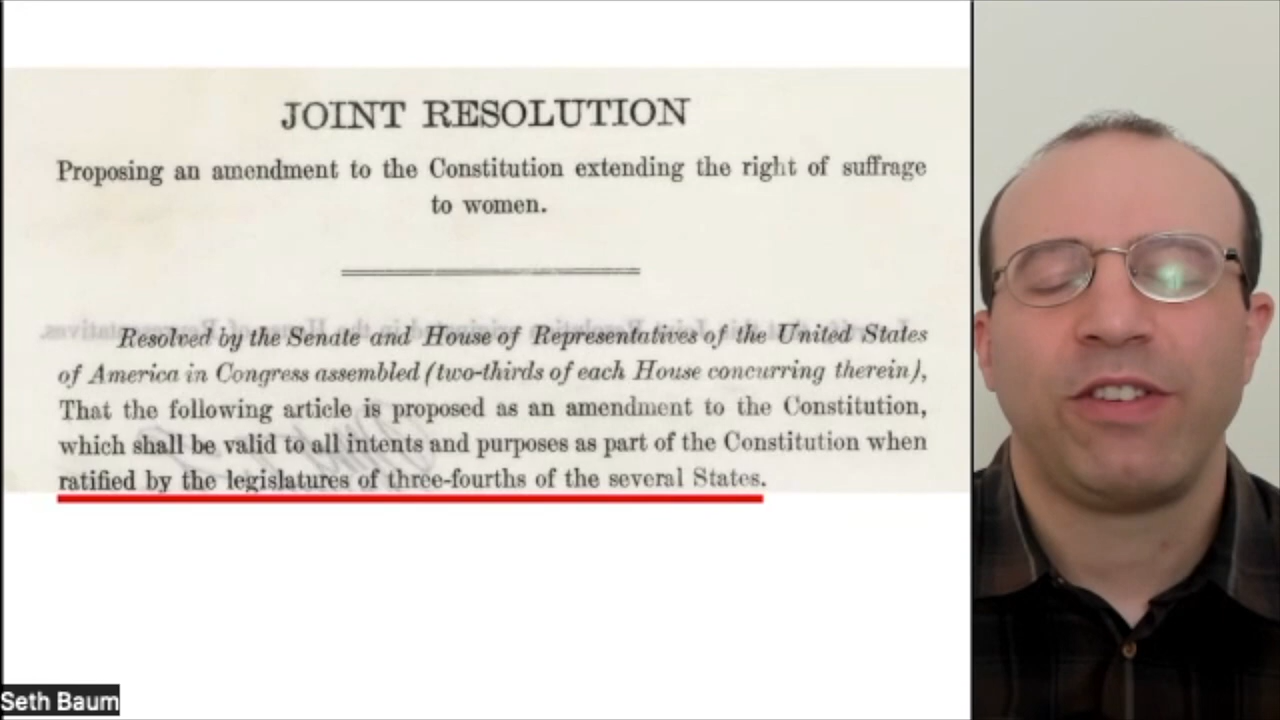 JOINT RESOLUTION
Proposing an amendment to the Constitution extending the right of suffrage
to women.
Resolved by the Senate and House of Representatives of the United States
of America in Congress assembled (two-thirds of each House concurring therein),
That the following article is proposed as an amendment to the Constitution,
which shall be valid to all intents and purposes as part of the Constitution when
ratified by the legislatures of three-fourths of the several States.
Seth Baum